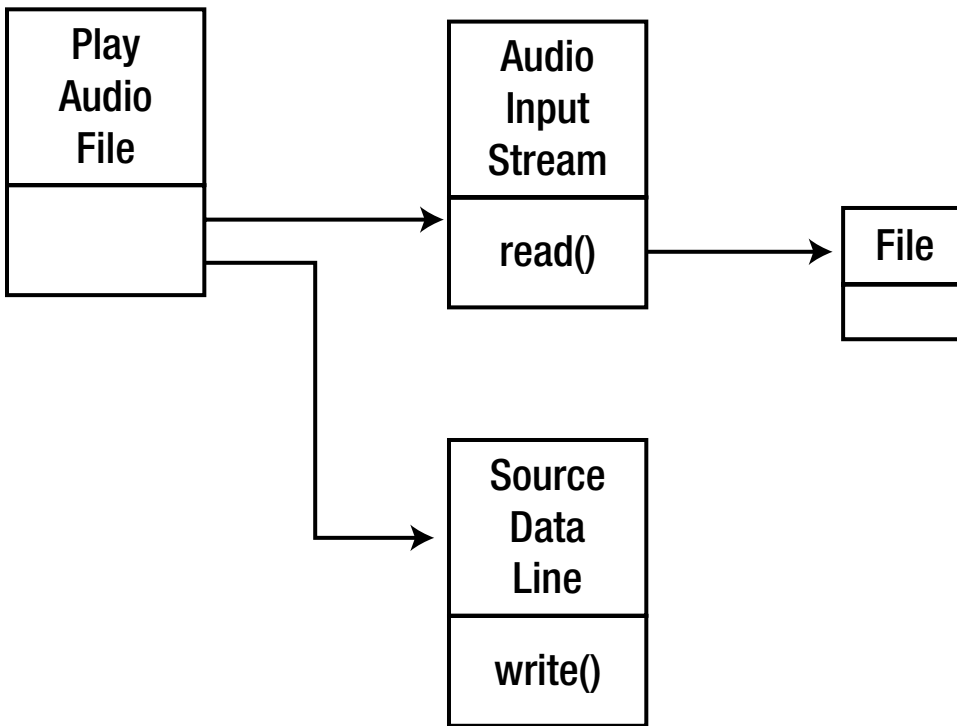 Play
Audio
File
Audio
Input
Stream
read()
File
Source
Data
Line
write()